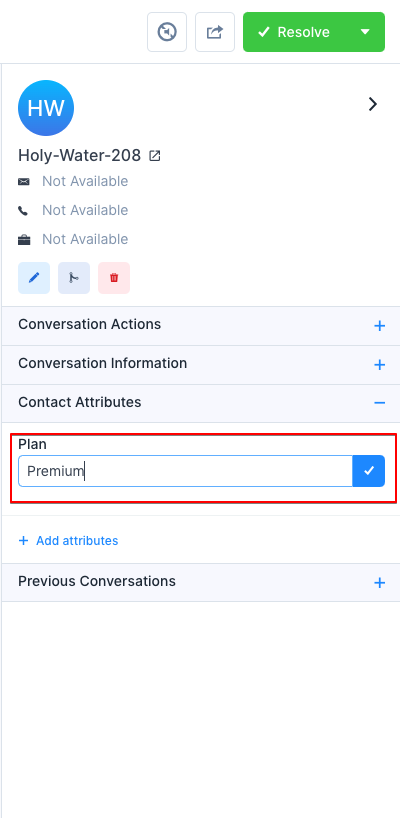 Resolve
HW
Holy-Water-208
Not Available
Not Available
Not Available
Conversation Actions
Conversation Information
Contact Attributes
Plan
Premium
Add attributes
Previous Conversations